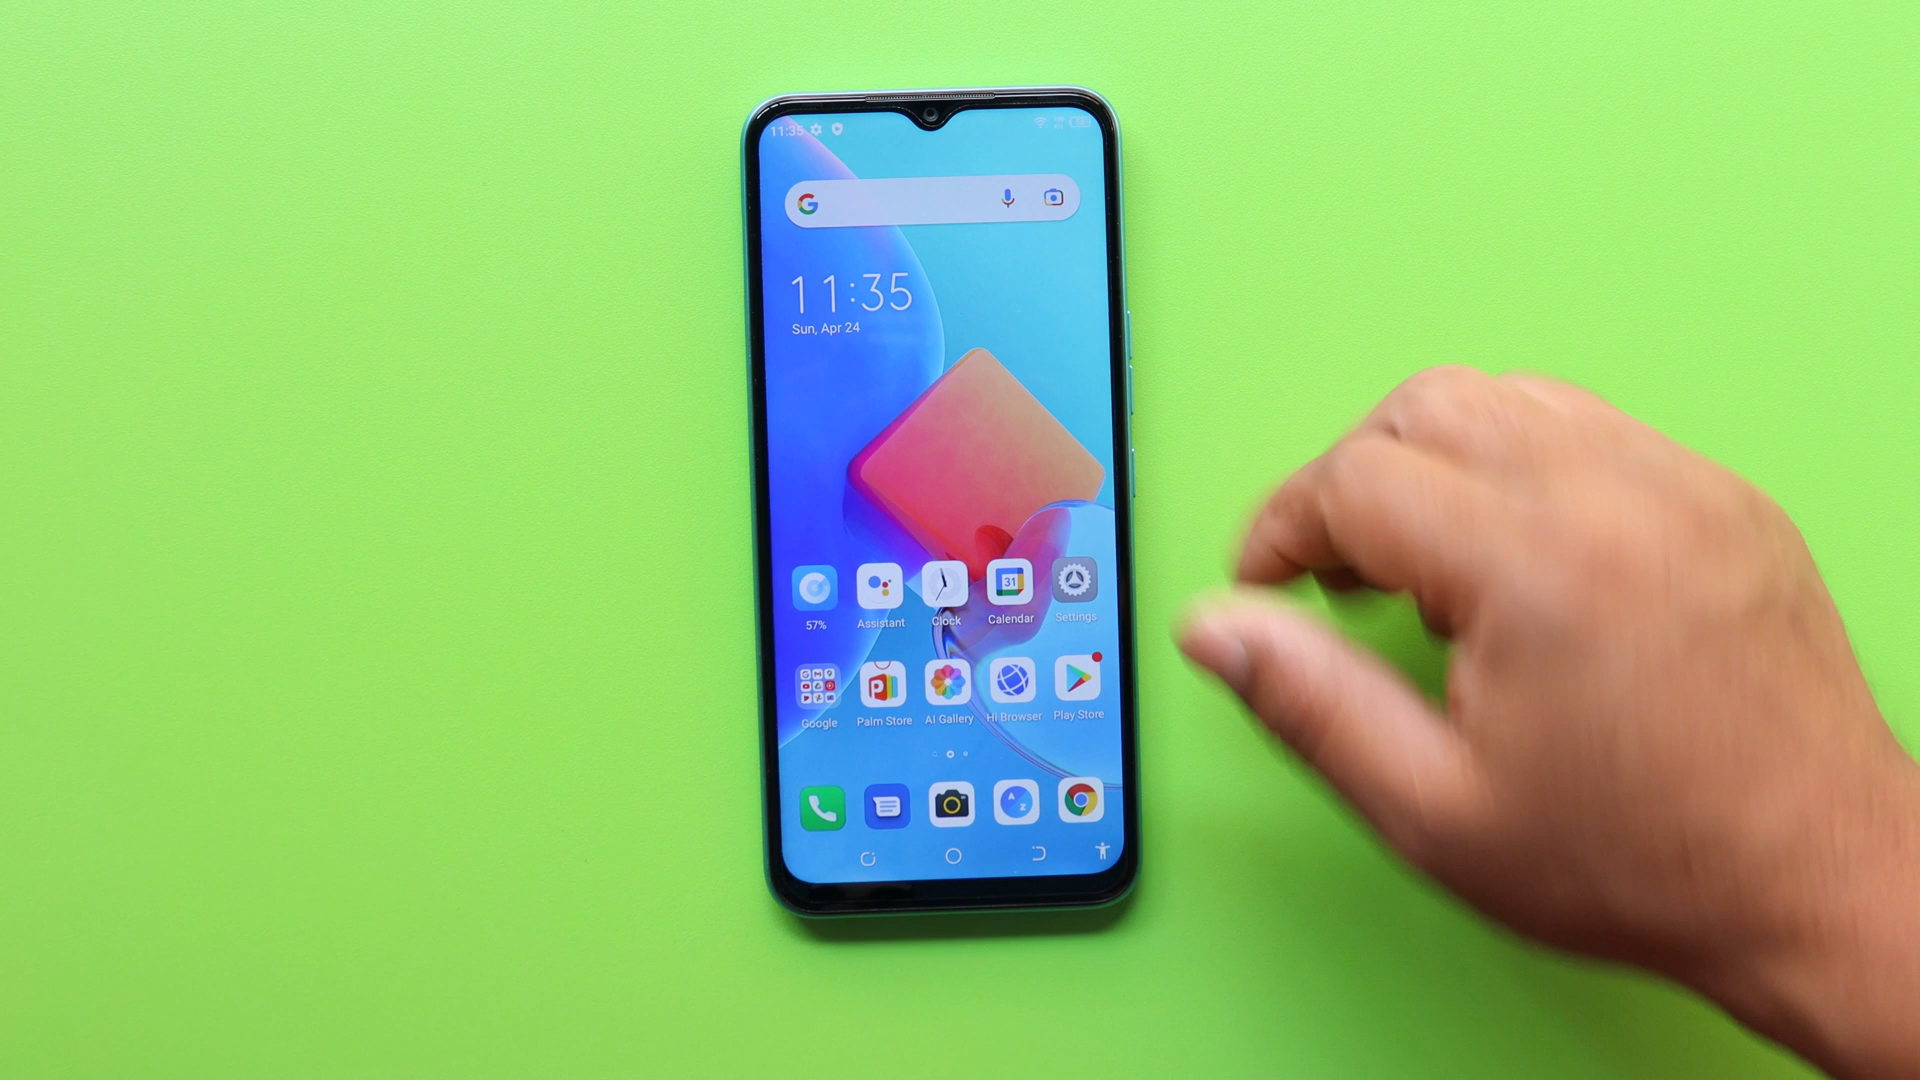 11:35
G
11:35
Sun, Apr 24
31
57%
Assistant
Clock
Calendar
Settings
Google
Palm Store
AI Gallery
Hi Browser
Play Store
A
Z